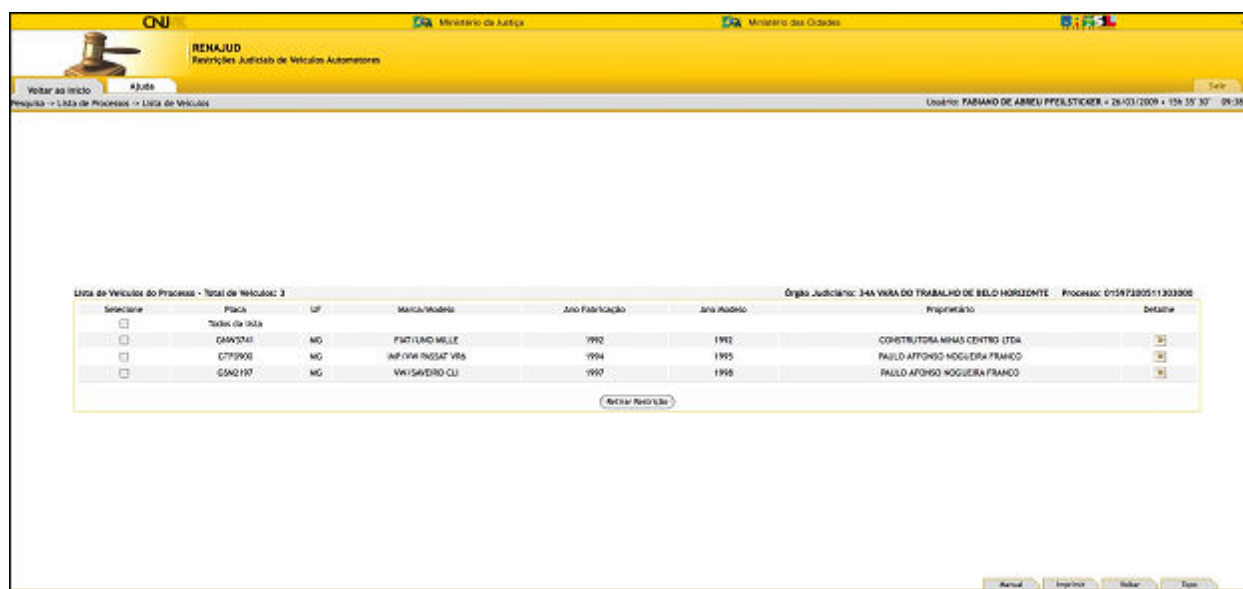 CNJ Ministério da Justiça Ministério das Cidades
RENAJUD
Restrições Judiciais de Veículos Automotores
Voltar ao Início Ajuda Sair
Pesquisa -> Lista de Processos -> Lista de Veículos Usuário: FABIANO DE ABREU PFEILSTICKER • 26/03/2009 • 15h 35' 30" 09:38
Lista de Veículos do Processo - Total de Veículos: 3 Órgão Judiciário: 34A VARA DO TRABALHO DE BELO HORIZONTE Processo: 01597200511303000
Selecione Placa UF Marca/Modelo Ano Fabricação Ano Modelo Proprietário Detalhe
Todos da lista
GMW5741 MG FIAT/UNO MILLE 1992 1992 CONSTRUTORA MINAS CENTRO LTDA
GTF0900 MG IMP/VW PASSAT VR6 1994 1995 PAULO AFFONSO NOGUEIRA FRANCO
GSM2197 MG VW/SAVEIRO CLI 1997 1998 PAULO AFONSO NOGUEIRA FRANCO
Retirar Restrição
Manual Imprimir Voltar Topo